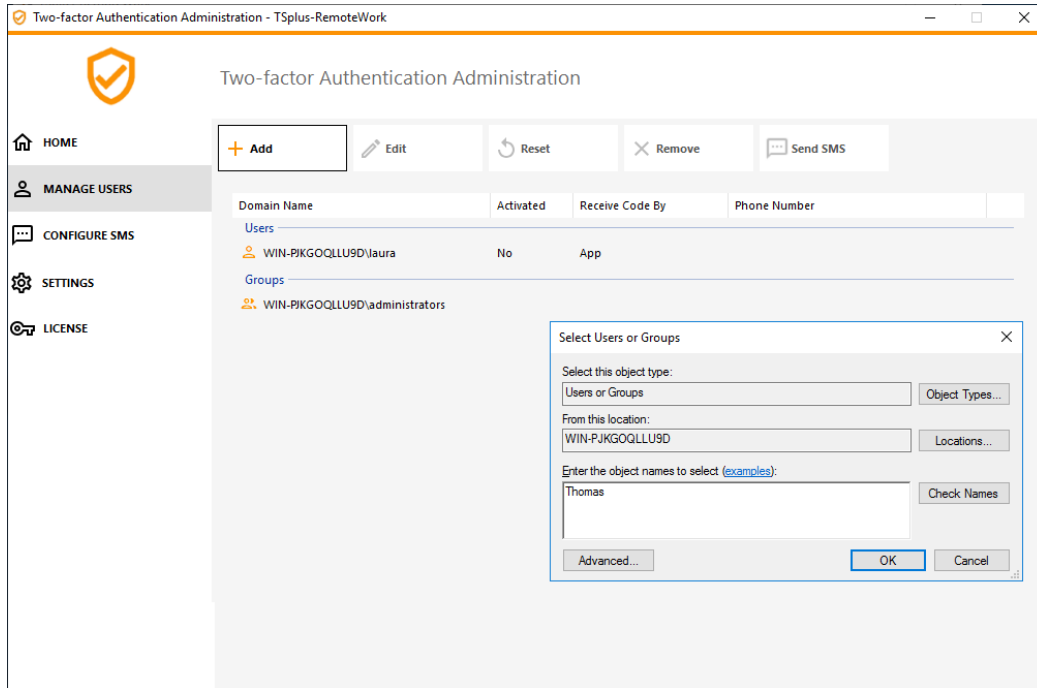 Two-factor Authentication Administration - TSplus-RemoteWork
Two-factor Authentication Administration
HOME
MANAGE USERS
CONFIGURE SMS
SETTINGS
LICENSE
Add Edit Reset Remove Send SMS
Domain Name Activated Receive Code By Phone Number
Users
WIN-PJKGOQLLU9D\laura No App
Groups
WIN-PJKGOQLLU9D\administrators
Select Users or Groups
Select this object type:
Users or Groups Object Types...
From this location:
WIN-PJKGOQLLU9D Locations...
Enter the object names to select (examples):
Thomas Check Names
Advanced... OK Cancel